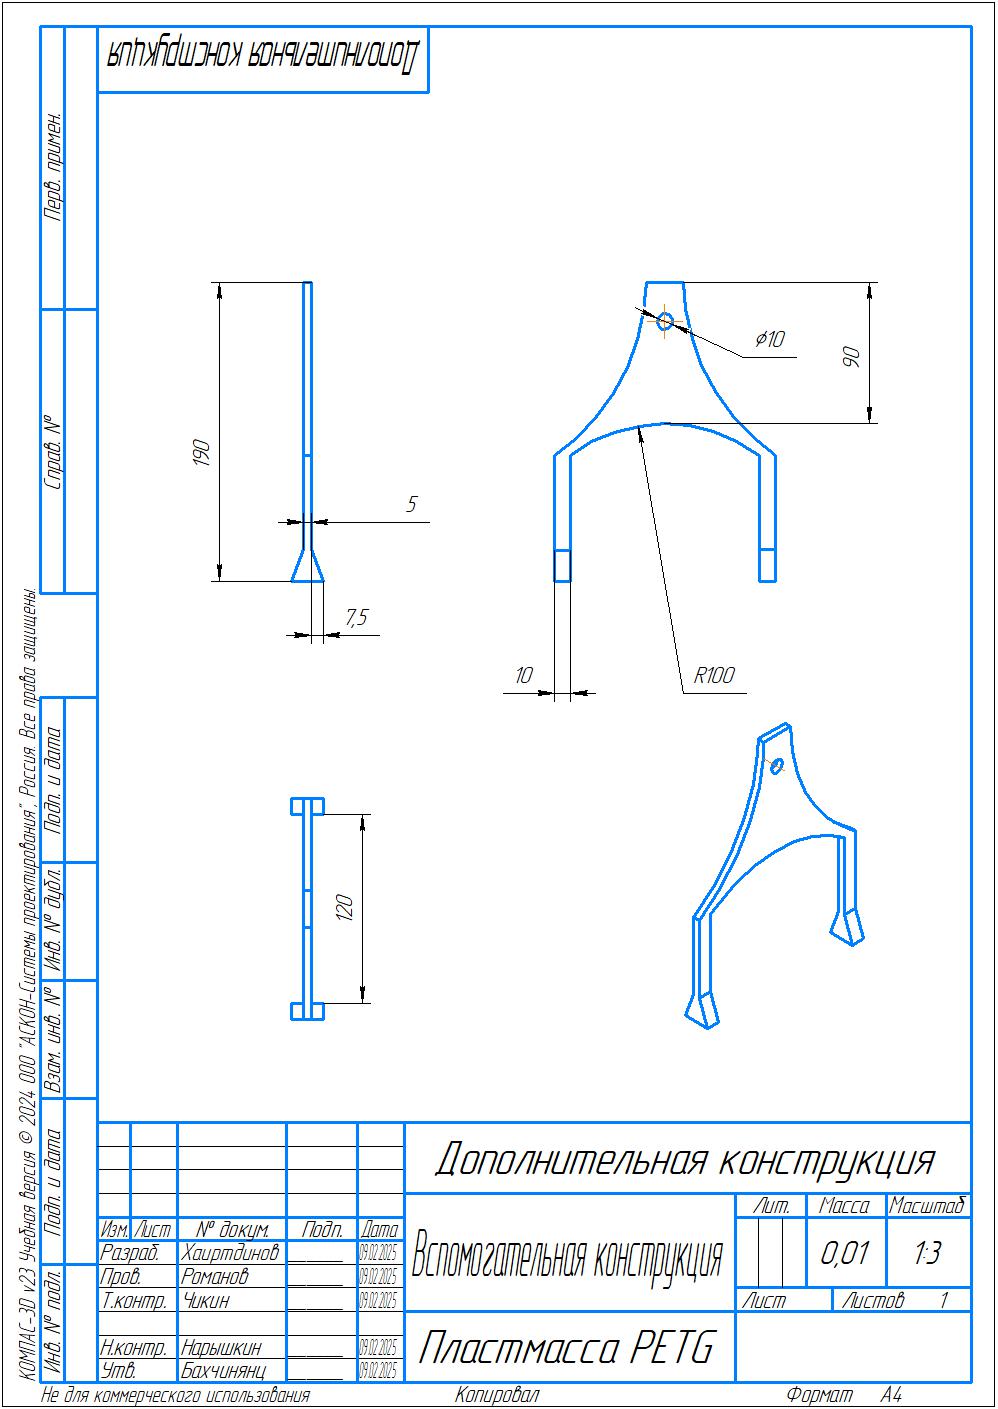 Дополнительная конструкция
Перв. примен.
Справ. №
Подп. и дата
Инв. № дубл.
Взам. инв. №
Подп. и дата
Инв. № подл.
КОМПАС-3D v23 Учебная версия © 2024 ООО "АСКОН-Системы проектирования", Россия. Все права защищены.
190
5
7,5
⌀10
90
10
R100
120
Дополнительная конструкция
Изм. Лист № докум. Подп. Дата
Разраб. Хаиртдинов 09.02.2025
Пров. Романов 09.02.2025
Т.контр. Чикин 09.02.2025
Н.контр. Нарышкин 09.02.2025
Утв. Бахчинянц 09.02.2025
Вспомогательная конструкция
Лит. Масса Масштаб
0,01 1:3
Лист Листов 1
Пластмасса PETG
Не для коммерческого использования Копировал Формат А4